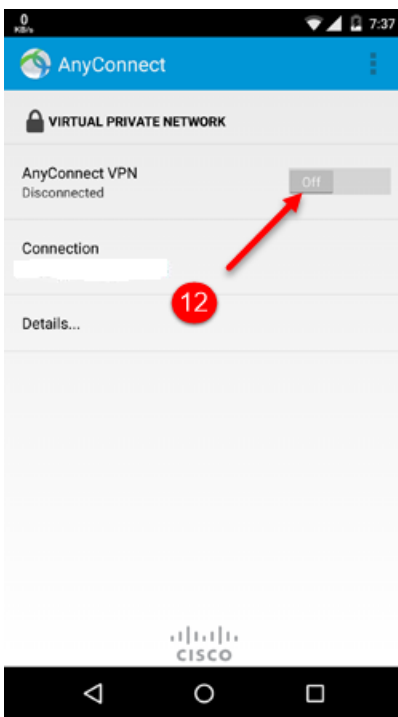 0
KB/s
7:37
AnyConnect
VIRTUAL PRIVATE NETWORK
AnyConnect VPN
Disconnected
Off
Connection
12
Details...
CISCO